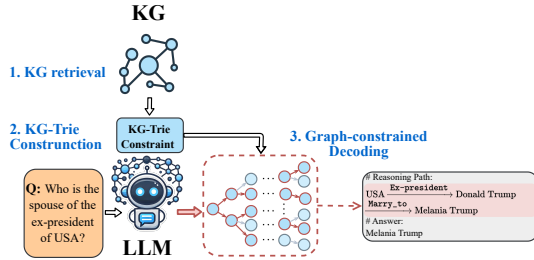 KG
1. KG retrieval
2. KG-Trie
Construnction
KG-Trie
Constraint
3. Graph-constrained
Decoding
Q: Who is the
spouse of the
ex-president
of USA?
LLM
# Reasoning Path:
USA Ex-president Donald Trump
Marry_to Melania Trump
# Answer:
Melania Trump